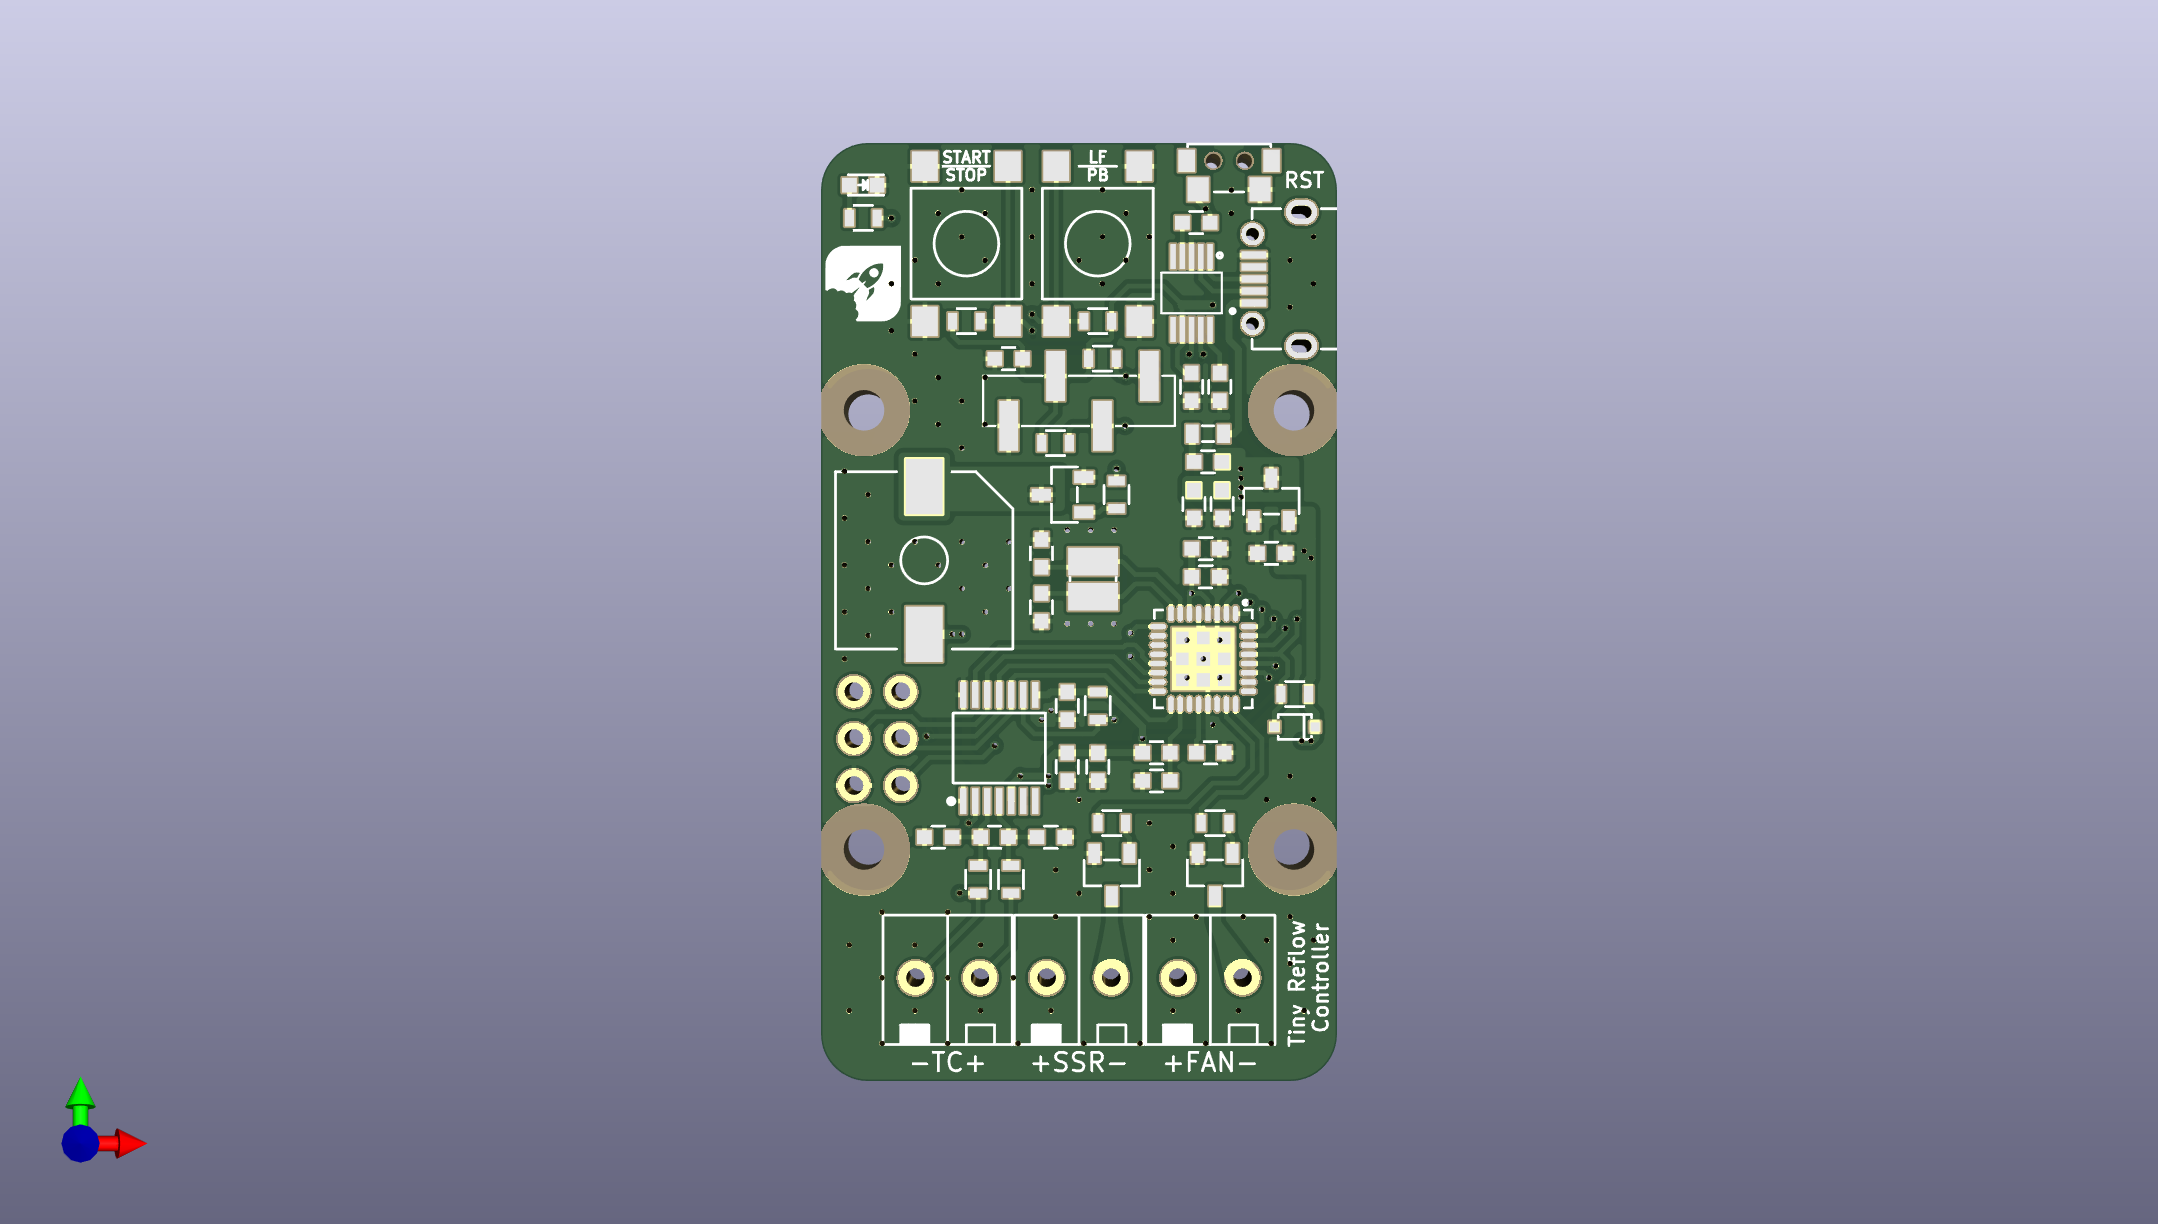 START
STOP
LF
PB
RST
Tiny Reflow
Controller
-TC+
+SSR-
+FAN-